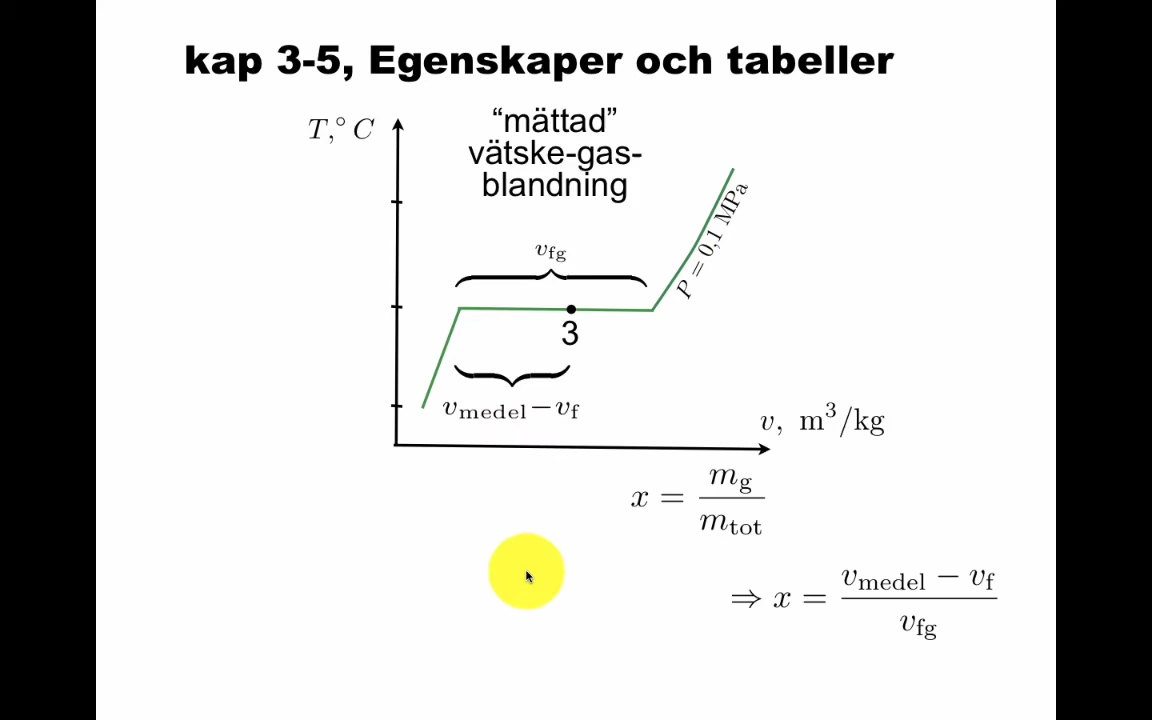 kap 3-5, Egenskaper och tabeller
T,° C
“mättad”
vätske-gas-
blandning
v_fg
P = 0,1 MPa
3
v_medel − v_f
v, m³/kg
x = m_g / m_tot
⇒ x = (v_medel − v_f) / v_fg